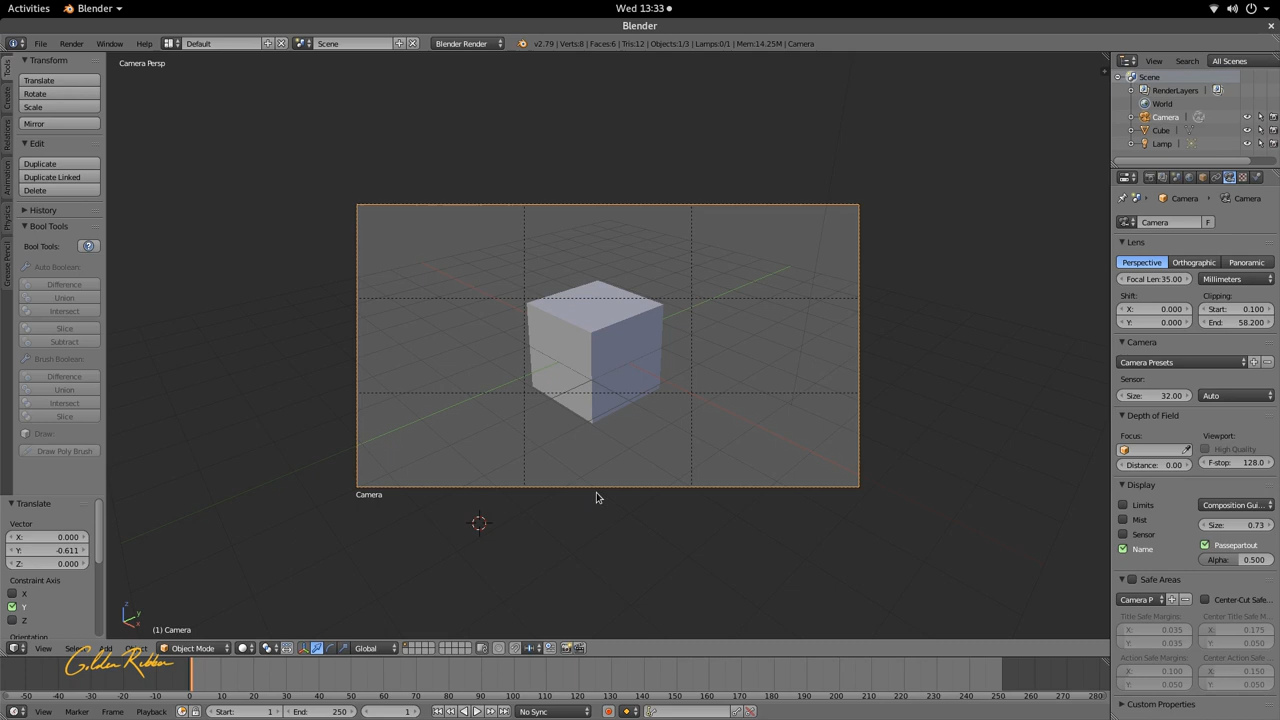 Activities Blender Wed 13:33
Blender
File Render Window Help Default Scene Blender Render v2.79 | Verts:8 | Faces:6 | Tris:12 | Objects:1/3 | Lamps:0/1 | Mem:14.25M | Camera
Tools
Create
Relations
Animation
Physics
Grease Pencil
Transform
Translate
Rotate
Scale
Mirror
Edit
Duplicate
Duplicate Linked
Delete
History
Bool Tools
Bool Tools:
Auto Boolean:
Difference
Union
Intersect
Slice
Subtract
Brush Boolean:
Difference
Union
Intersect
Slice
Draw:
Draw Poly Brush
Translate
Vector
X: 0.000
Y: -0.611
Z: 0.000
Constraint Axis
X
Y
Z
Orientation
Camera Persp
Camera
z
y
x
(1) Camera
View Search All Scenes
Scene
RenderLayers
World
Camera
Cube
Lamp
Camera Camera
Camera F
Lens
Perspective Orthographic Panoramic
Focal Len:35.00 Millimeters
Shift: Clipping:
X: 0.000 Start: 0.100
Y: 0.000 End: 58.200
Camera
Camera Presets
Sensor:
Size: 32.00 Auto
Depth of Field
Focus: Viewport:
High Quality
Distance: 0.00 F-stop: 128.0
Display
Limits Composition Gui...
Mist Size: 0.73
Sensor
Name Passepartout
Alpha: 0.500
Safe Areas
Camera P Center-Cut Safe...
Title Safe Margins: Center Title Safe M...
X: 0.035 X: 0.175
Y: 0.035 Y: 0.050
Action Safe Margins: Center Action Safe ...
X: 0.100 X: 0.150
Y: 0.050 Y: 0.050
Custom Properties
View Select Add Object Object Mode Global
Golden Ribbon
-50 -40 -30 -20 -10 0 10 20 30 40 50 60 70 80 90 100 110 120 130 140 150 160 170 180 190 200 210 220 230 240 250 260 270 280
View Marker Frame Playback Start: 1 End: 250 1 No Sync